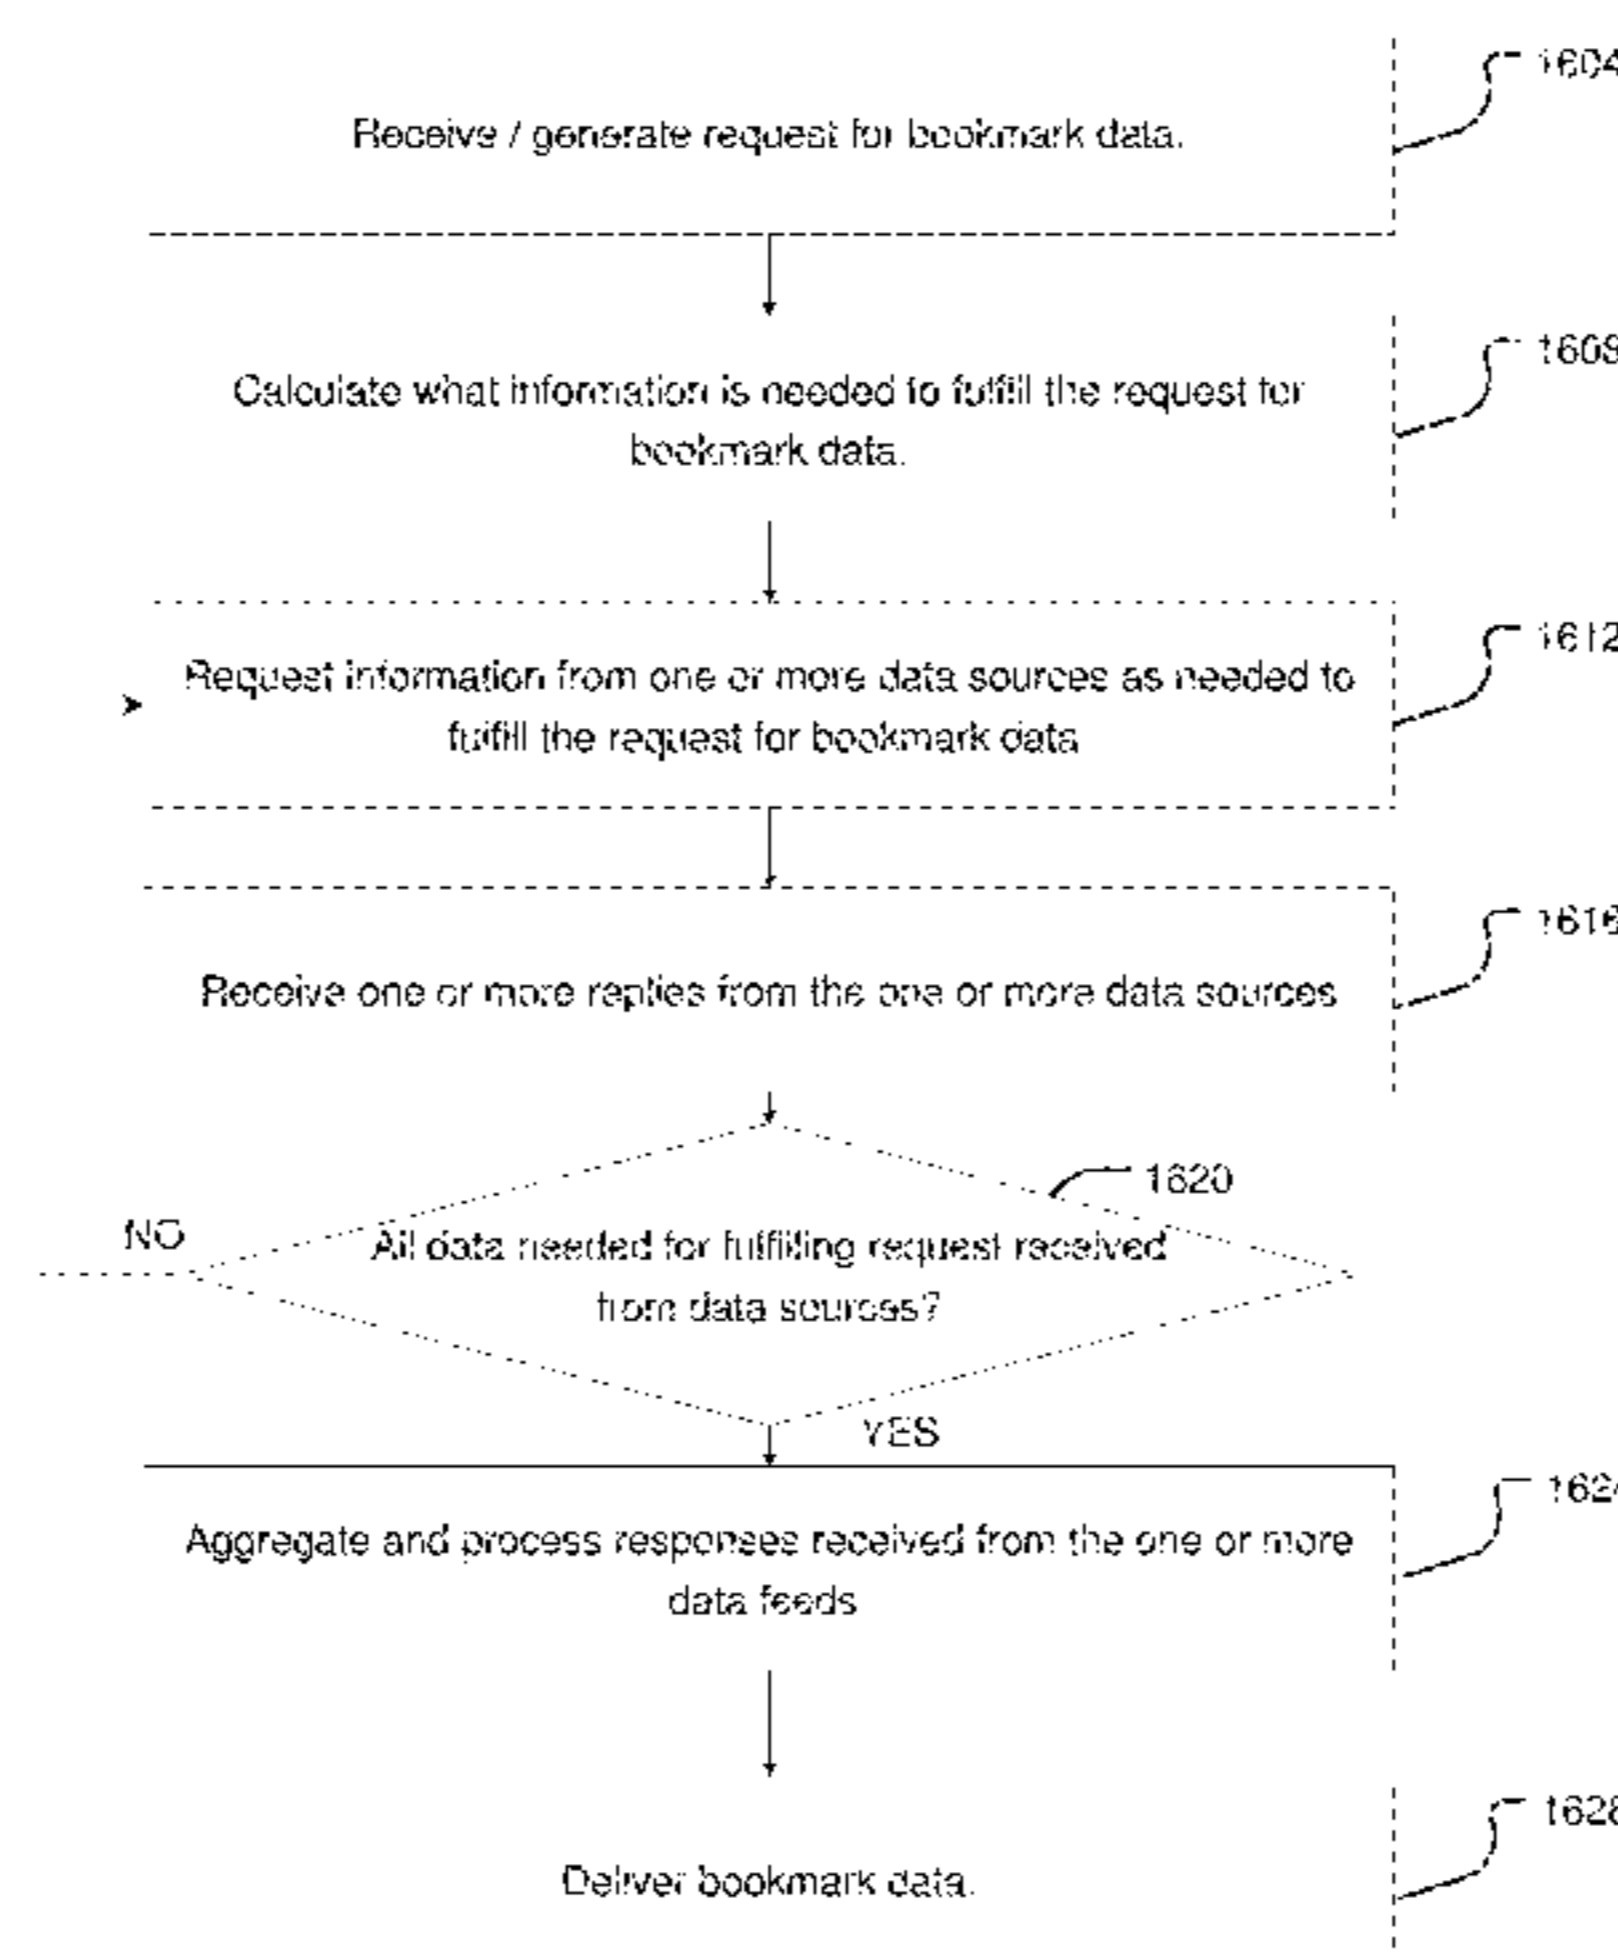 1604
Receive / generate request for bookmark data.
1608
Calculate what information is needed to fulfill the request for
bookmark data.
1612
Request information from one or more data sources as needed to
fulfill the request for bookmark data
1616
Receive one or more replies from the one or more data sources
1620
NO
All data needed for fulfilling request received
from data sources?
YES
1624
Aggregate and process responses received from the one or more
data feeds
1628
Deliver bookmark data.